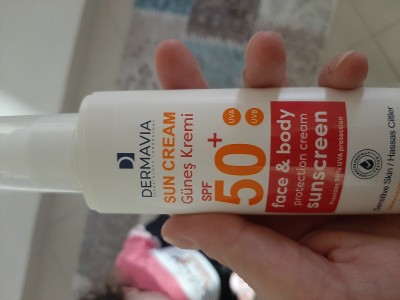 DERMAVIA
SUN CREAM
Güneş Kremi
SPF
50+
UVA
UVB
face & body
protection cream
sunscreen
Sensitive Skin / Hassas Ciltler